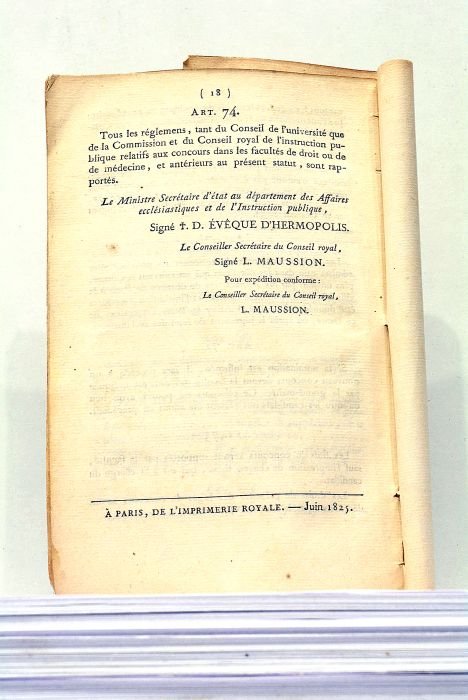 ( 18 )
ART. 74.
Tous les réglemens, tant du Conseil de l'université que
de la Commission et du Conseil royal de l'instruction pu-
blique relatifs aux concours dans les facultés de droit ou de
de médecine, et antérieurs au présent statut, sont rap-
portés.
Le Ministre Secrétaire d'état au département des Affaires
ecclésiastiques et de l'Instruction publique,
Signé †. D. ÉVÊQUE D'HERMOPOLIS.
Le Conseiller Secrétaire du Conseil royal,
Signé L. MAUSSION.
Pour expédition conforme :
Le Conseiller Secrétaire du Conseil royal,
L. MAUSSION.
À PARIS, DE L'IMPRIMERIE ROYALE. — Juin 1825.